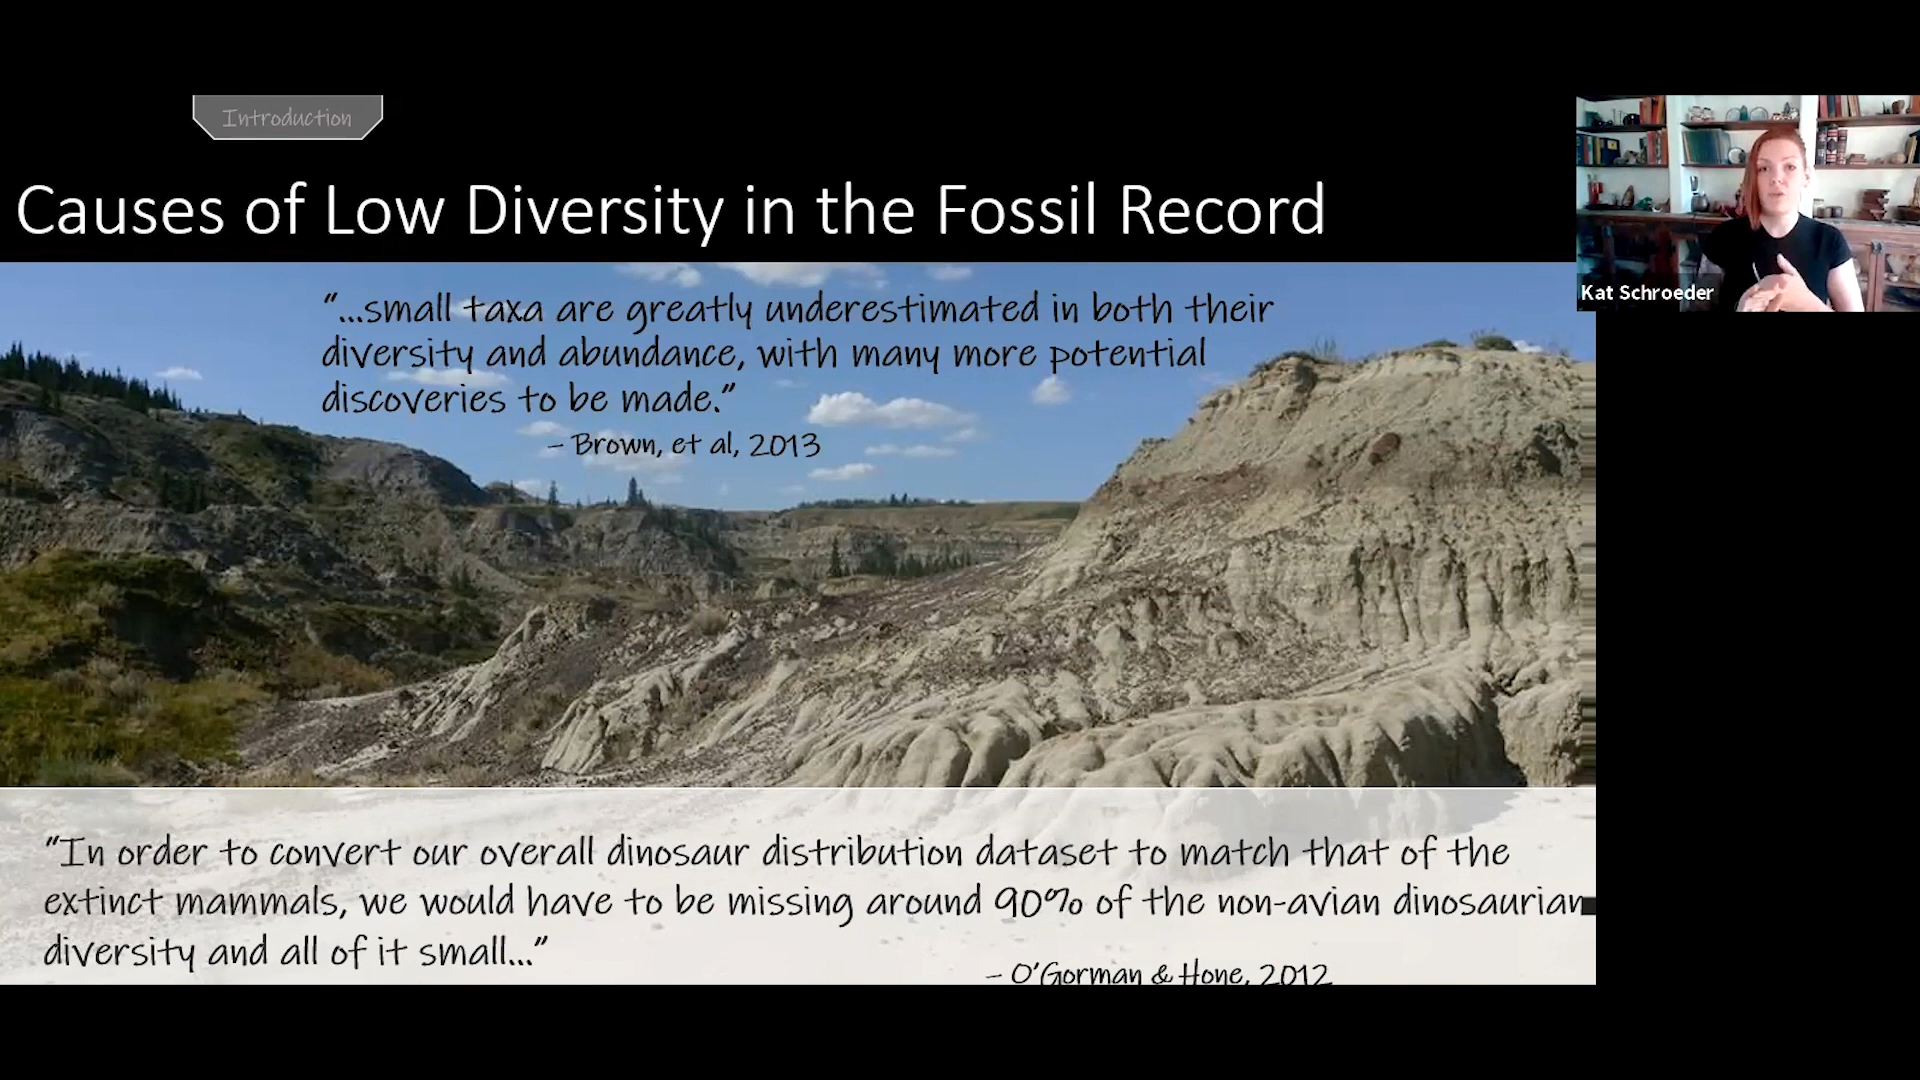 Introduction
Causes of Low Diversity in the Fossil Record
"...small taxa are greatly underestimated in both their
diversity and abundance, with many more potential
discoveries to be made."
– Brown, et al, 2013
Kat Schroeder
"In order to convert our overall dinosaur distribution dataset to match that of the
extinct mammals, we would have to be missing around 90% of the non-avian dinosaurian
diversity and all of it small..."
– O'Gorman & Hone, 2012